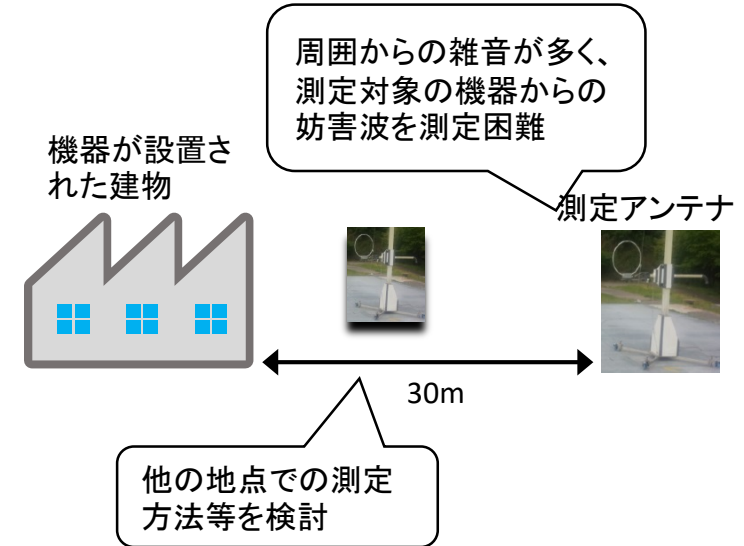 周囲からの雑音が多く、
測定対象の機器からの
妨害波を測定困難
機器が設置さ
れた建物
測定アンテナ
30m
他の地点での測定
方法等を検討